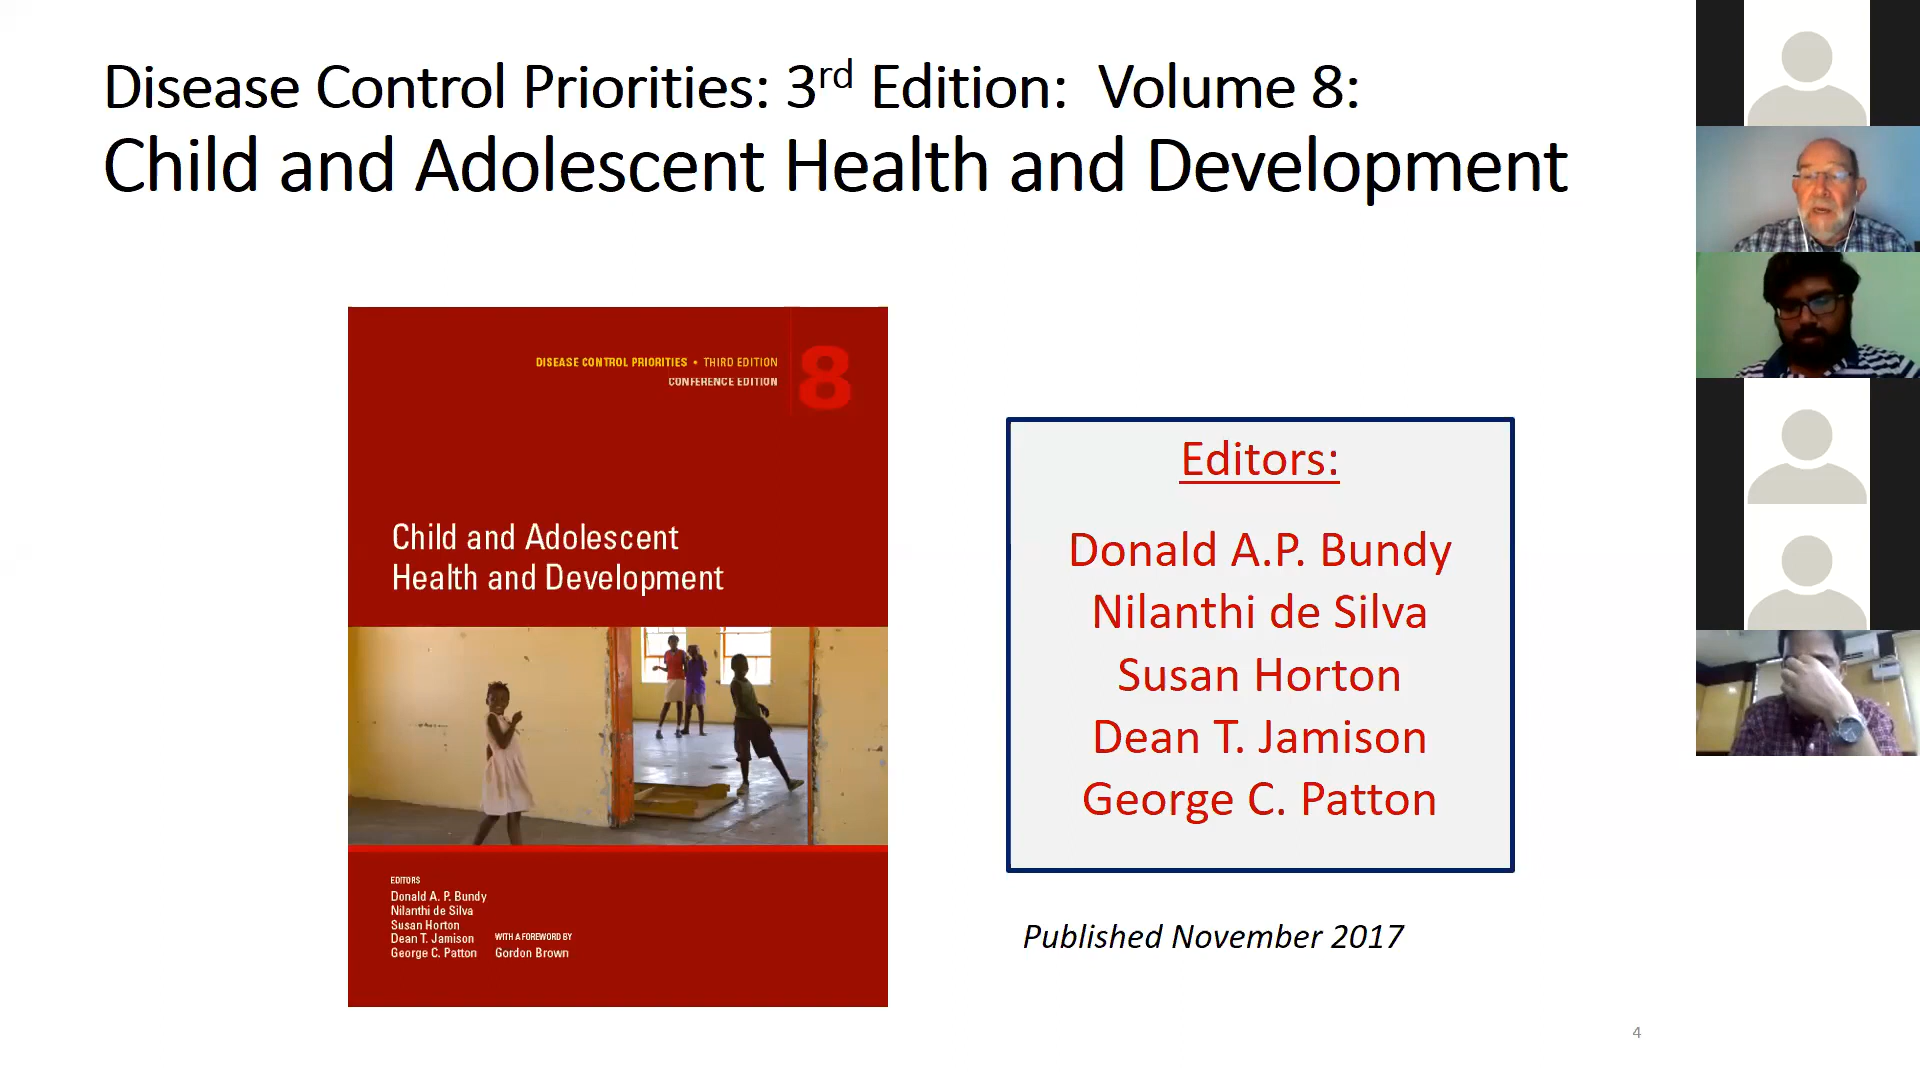 Disease Control Priorities: 3rd Edition: Volume 8:
Child and Adolescent Health and Development
DISEASE CONTROL PRIORITIES • THIRD EDITION
CONFERENCE EDITION
8
Child and Adolescent
Health and Development
EDITORS
Donald A. P. Bundy
Nilanthi de Silva
Susan Horton
Dean T. Jamison
George C. Patton
WITH A FOREWORD BY
Gordon Brown
Editors:
Donald A.P. Bundy
Nilanthi de Silva
Susan Horton
Dean T. Jamison
George C. Patton
Published November 2017
4